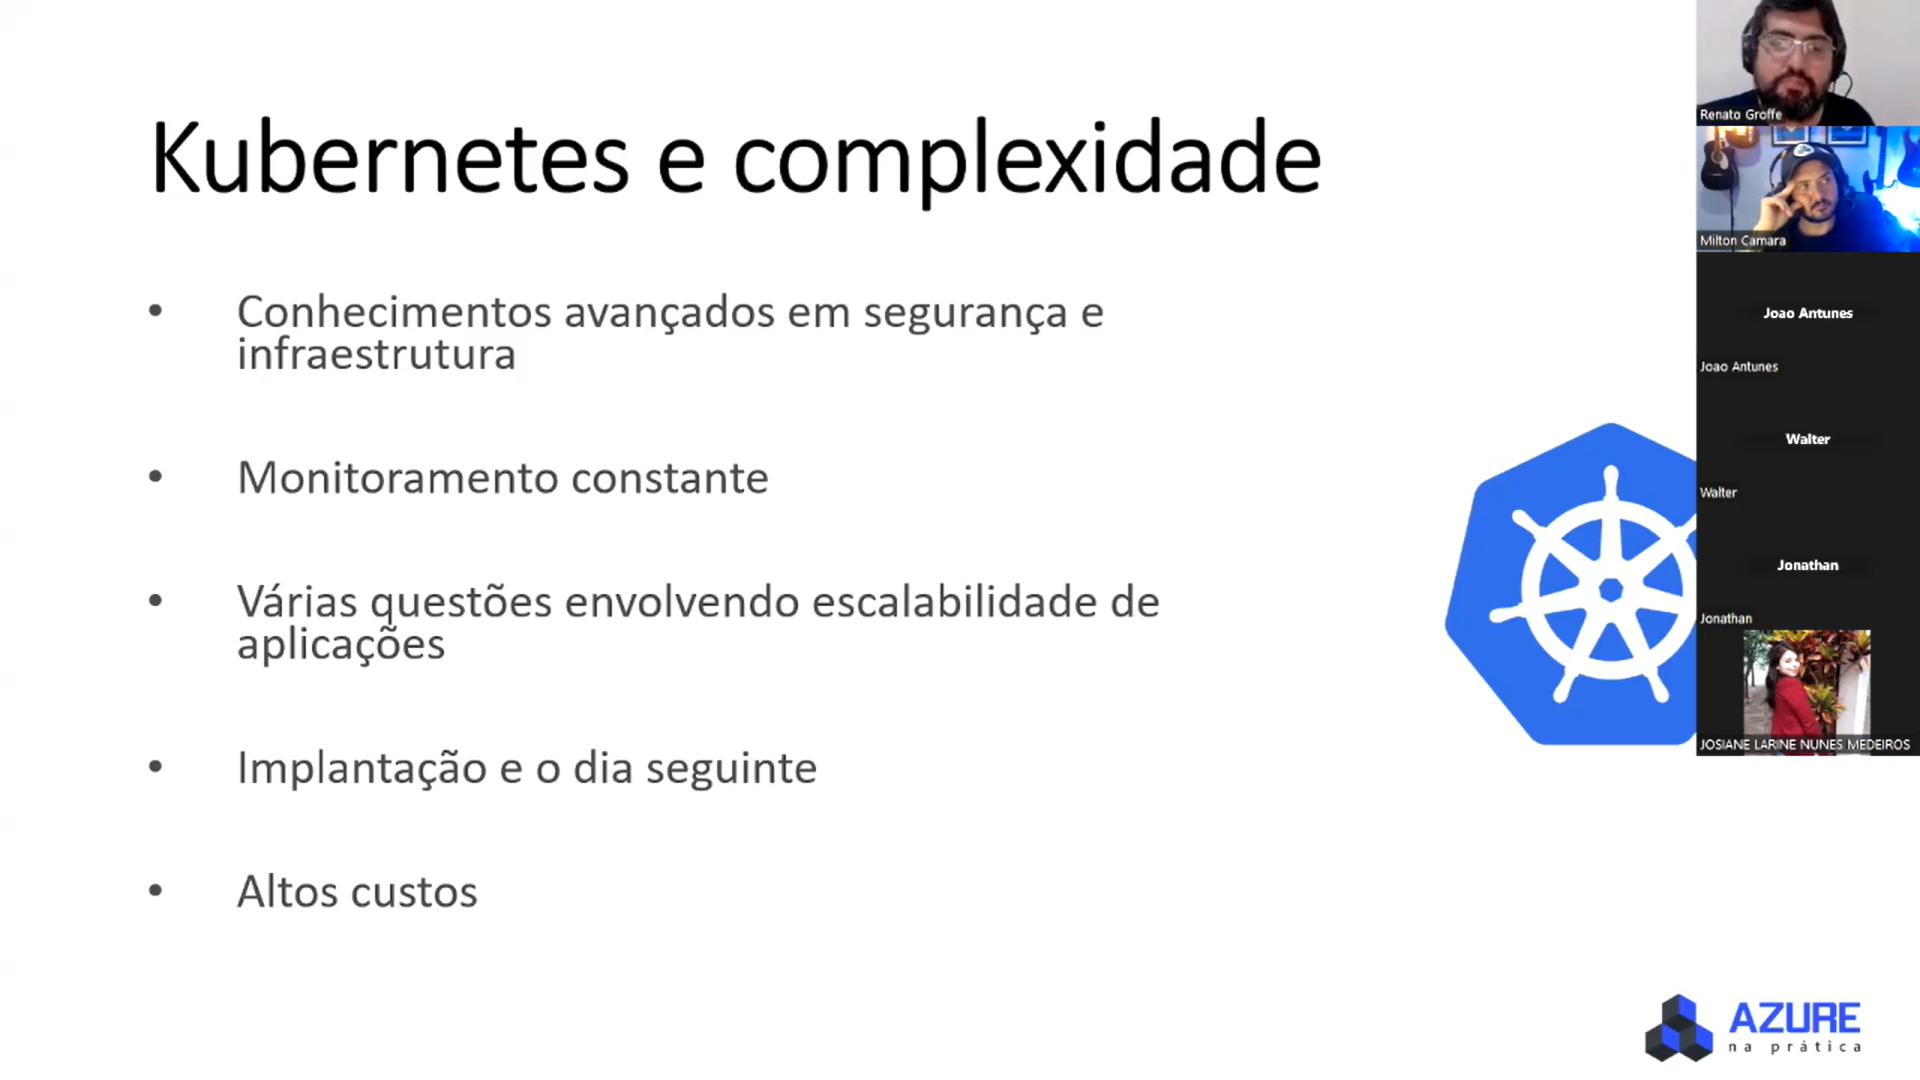 Kubernetes e complexidade
• Conhecimentos avançados em segurança e
infraestrutura
• Monitoramento constante
• Várias questões envolvendo escalabilidade de
aplicações
• Implantação e o dia seguinte
• Altos custos
Renato Groffe
Milton Camara
Joao Antunes
Joao Antunes
Walter
Walter
Jonathan
Jonathan
JOSIANE LARINE NUNES MEDEIROS
AZURE
na prática